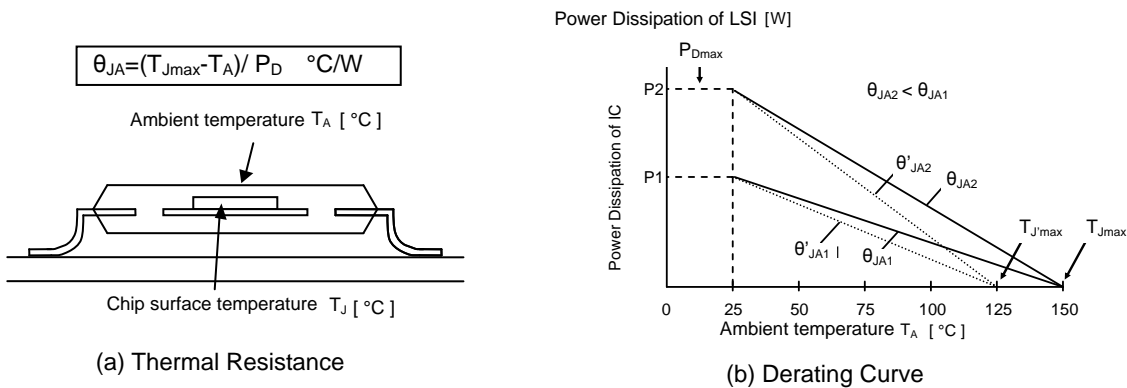 θJA=(TJmax-TA)/ PD °C/W
Ambient temperature TA [ °C ]
Chip surface temperature TJ [ °C ]
(a) Thermal Resistance
Power Dissipation of LSI [W]
PDmax
P2
θJA2 < θJA1
Power Dissipation of IC
P1
θ'JA2
θJA2
TJ'max
TJmax
θ'JA1
θJA1
0 25 50 75 100 125 150
Ambient temperature TA [ °C ]
(b) Derating Curve